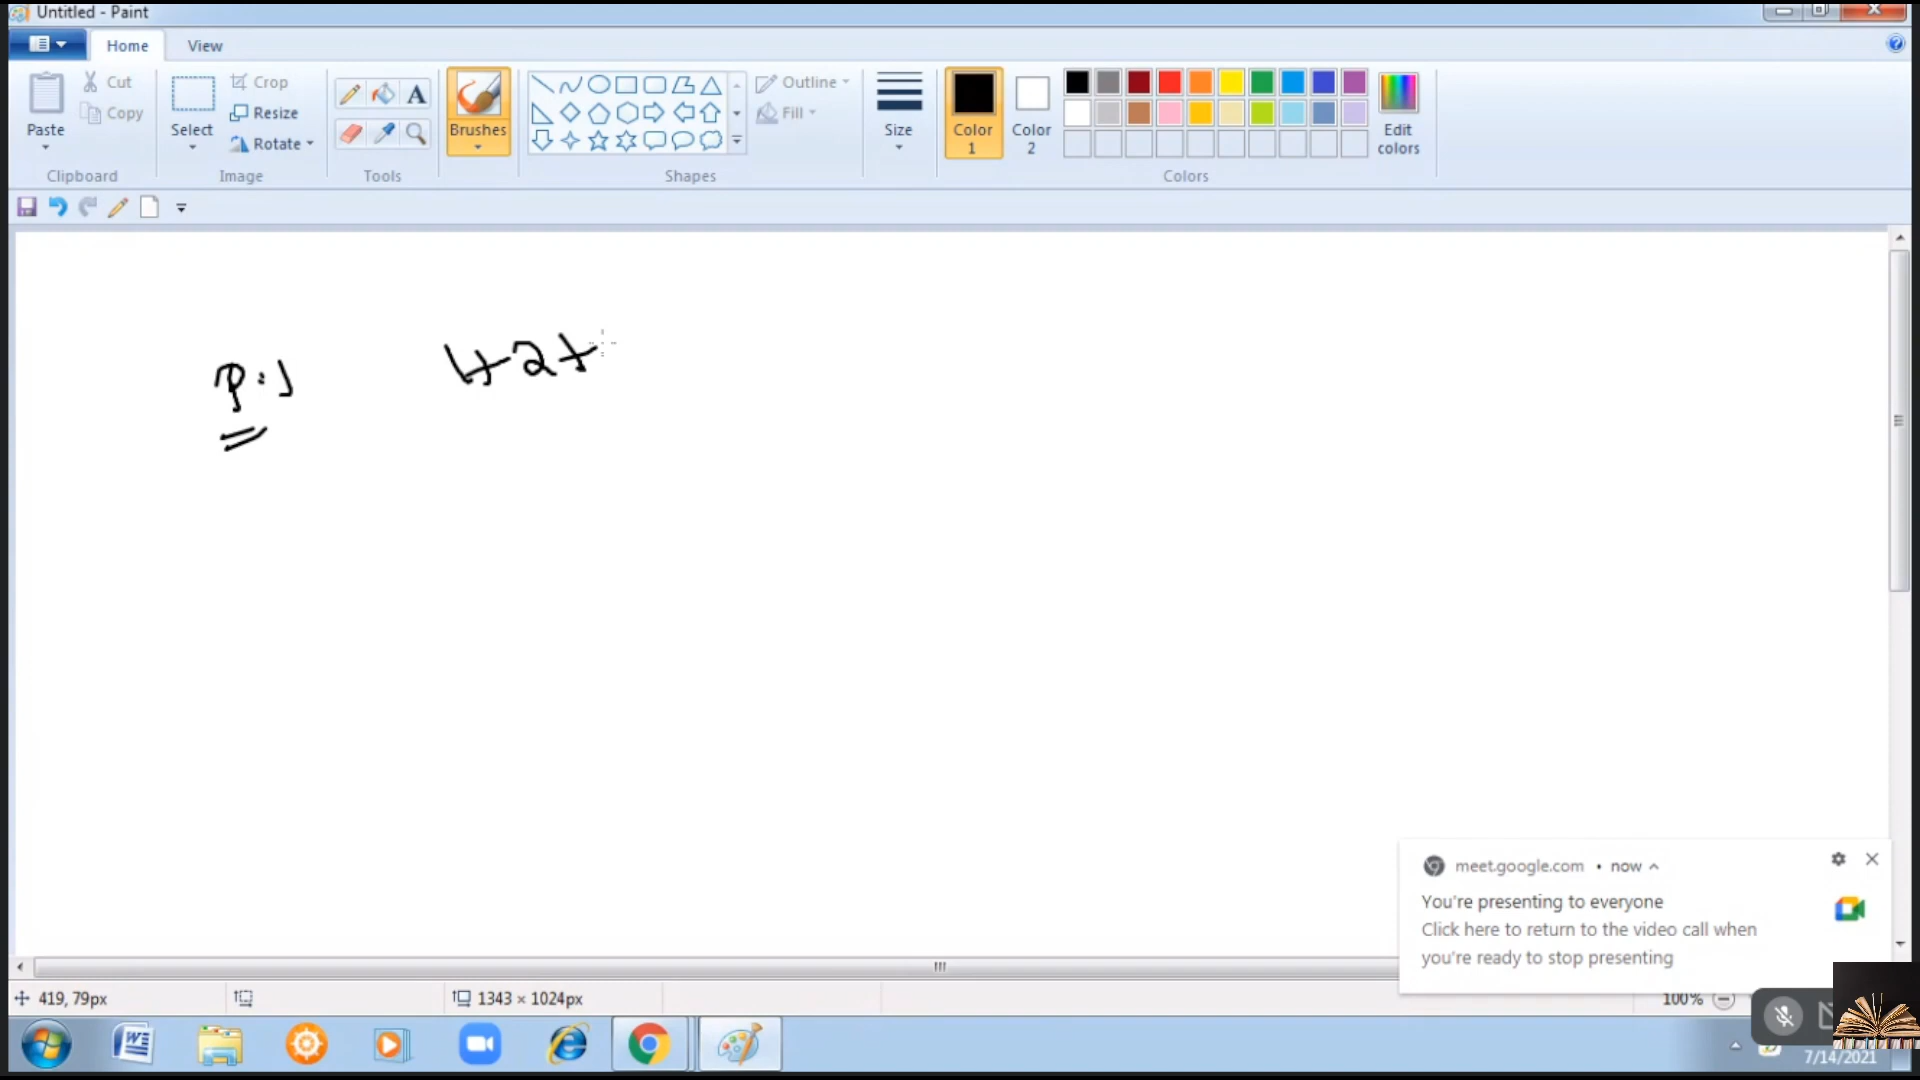 Untitled - Paint
Home View
Paste
Cut
Copy
Clipboard
Select
Crop
Resize
Rotate
Image
Tools
Brushes
Shapes
Outline
Fill
Size
Color 1
Color 2
Edit colors
Colors
P:1 1+2+
meet.google.com • now
You're presenting to everyone
Click here to return to the video call when
you're ready to stop presenting
419, 79px
1343 × 1024px
100%
7/14/2021